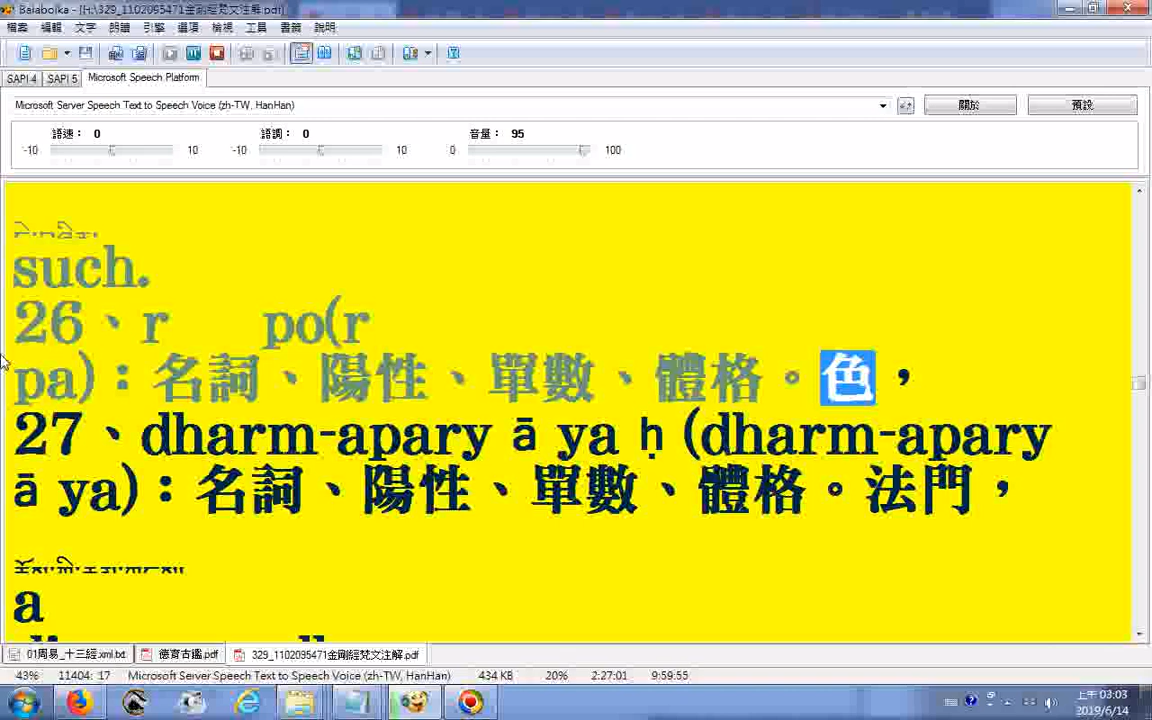 Balabolka - [H:\329_1102095471金剛經梵文注解.pdf]
檔案 編輯 文字 朗讀 引擎 選項 檢視 工具 書籤 說明
SAPI 4 SAPI 5 Microsoft Speech Platform
Microsoft Server Speech Text to Speech Voice (zh-TW, HanHan) 關於 預設
語速： 0 語調： 0 音量： 95
-10 10 -10 10 0 100
such.
26、r po(r
pa)：名詞、陽性、單數、體格。色，
27、dharm-apary ā ya ḥ (dharm-apary
ā ya)：名詞、陽性、單數、體格。法門，
a
01周易_十三經.xml.txt 德育古鑑.pdf 329_1102095471金剛經梵文注解.pdf
43% 11404: 17 Microsoft Server Speech Text to Speech Voice (zh-TW, HanHan) 434 KB 20% 2:27:01 9:59:55
上午 03:03
2019/6/14